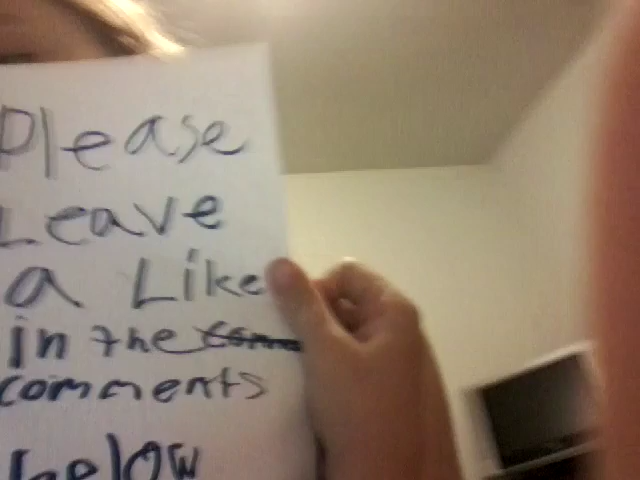 Please
Leave
a Like
in the
comments
below